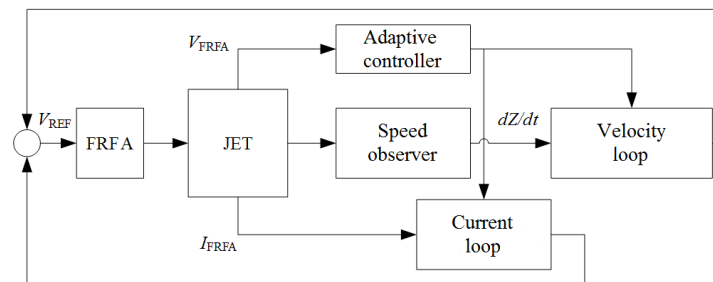 V_FRFA
Adaptive
controller
V_REF
FRFA
JET
Speed
observer
dZ/dt
Velocity
loop
I_FRFA
Current
loop